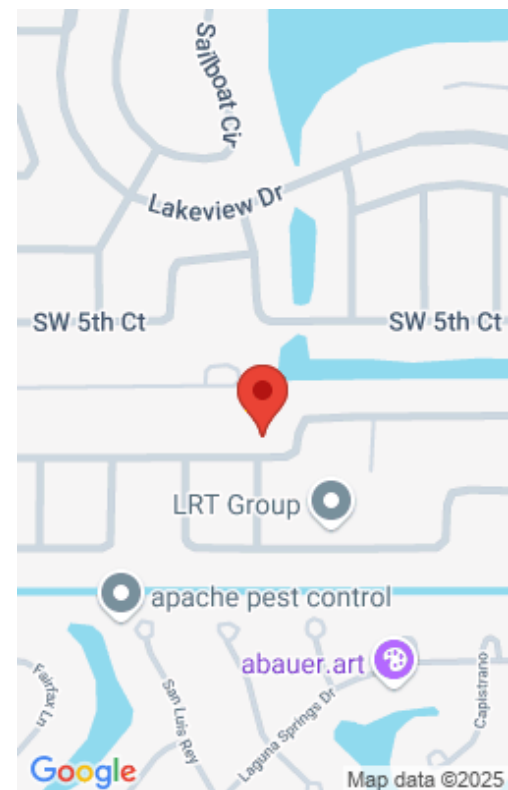 Sailboat Cir
Lakeview Dr
SW 5th Ct
SW 5th Ct
LRT Group
apache pest control
abauer.art
Fairfax Ln
San Luis Rey
Laguna Springs Dr
Capistrano
Google
Map data ©2025